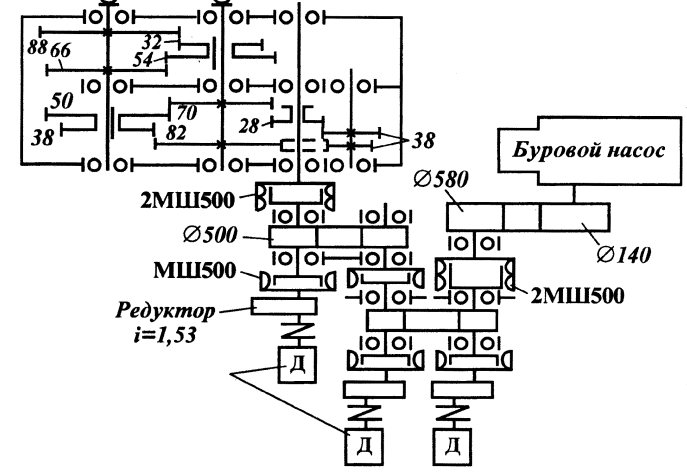 88
66
32
54
50
38
70
82
28
38
Буровой насос
2МШ500
∅580
∅500
∅140
МШ500
2МШ500
Редуктор
i=1,53
Д
Д
Д